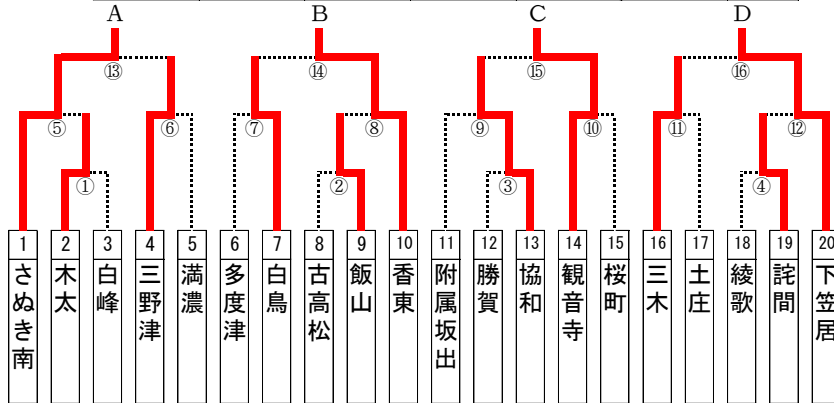 A B C D
⑬ ⑭ ⑮ ⑯
⑤ ⑥ ⑦ ⑧ ⑨ ⑩ ⑪ ⑫
① ② ③ ④
1 2 3 4 5 6 7 8 9 10 11 12 13 14 15 16 17 18 19 20
さぬき南
木太
白峰
三野津
満濃
多度津
白鳥
古高松
飯山
香東
附属坂出
勝賀
協和
観音寺
桜町
三木
土庄
綾歌
詫間
下笠居